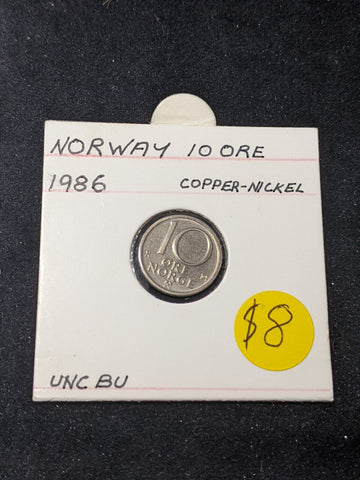 NORWAY 10 ORE
1986 COPPER-NICKEL
10
ØRE
NORGE
K
$8
UNC BU